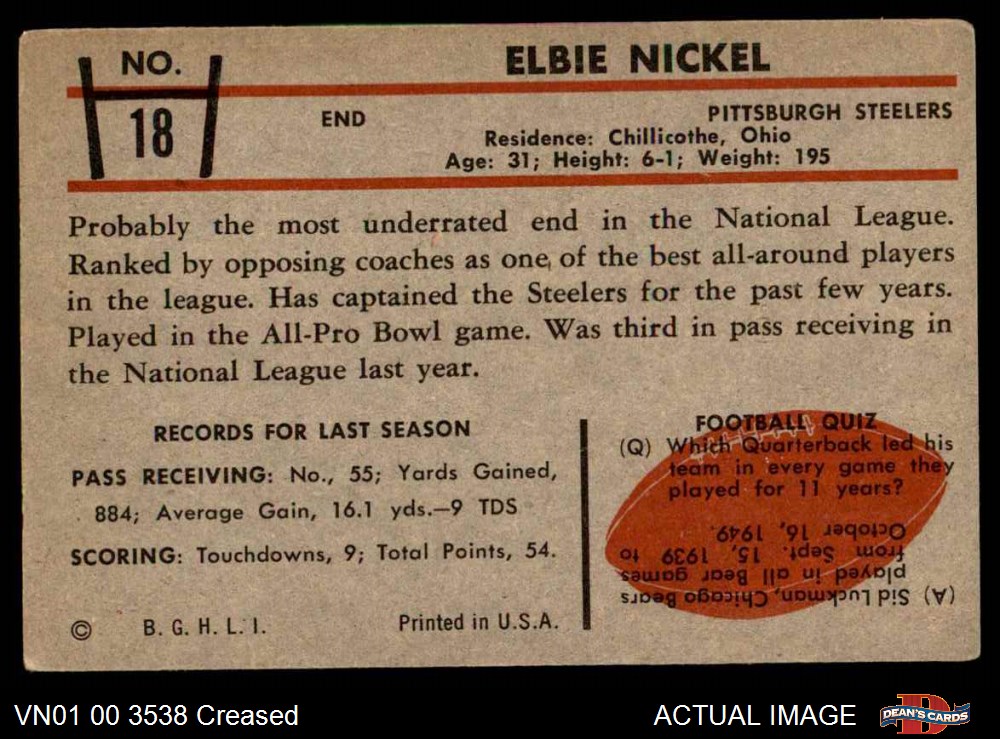 NO.
18
ELBIE NICKEL
END
PITTSBURGH STEELERS
Residence: Chillicothe, Ohio
Age: 31; Height: 6-1; Weight: 195
Probably the most underrated end in the National League.
Ranked by opposing coaches as one of the best all-around players
in the league. Has captained the Steelers for the past few years.
Played in the All-Pro Bowl game. Was third in pass receiving in
the National League last year.
RECORDS FOR LAST SEASON
PASS RECEIVING: No., 55; Yards Gained,
884; Average Gain, 16.1 yds.—9 TDS
SCORING: Touchdowns, 9; Total Points, 54.
© B. G. H. L. I.
Printed in U.S.A.
FOOTBALL QUIZ
(Q) Which Quarterback led his
team in every game they
played for 11 years?
(A) Sid Luckman, Chicago Bears
played in all Bear games
from Sept. 15, 1939 to
October 16, 1949.
VN01 00 3538 Creased
ACTUAL IMAGE
D
DEAN'S CARDS